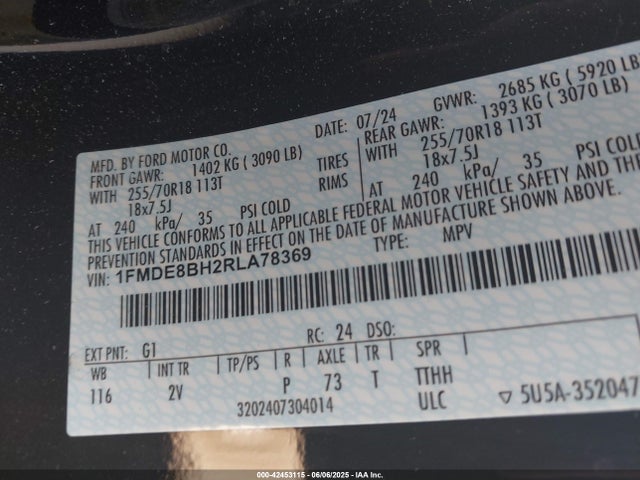 MFD. BY FORD MOTOR CO. DATE: 07/24 GVWR: 2685 KG ( 5920 LB
FRONT GAWR: 1402 KG ( 3090 LB) REAR GAWR: 1393 KG ( 3070 LB)
WITH 255/70R18 113T TIRES WITH 255/70R18 113T
18x7.5J RIMS 18x7.5J
AT 240 kPa/ 35 PSI COLD AT 240 kPa/ 35 PSI COL
THIS VEHICLE CONFORMS TO ALL APPLICABLE FEDERAL MOTOR VEHICLE SAFETY AND THE
PREVENTION STANDARDS IN EFFECT ON THE DATE OF MANUFACTURE SHOWN ABOVE.
VIN: 1FMDE8BH2RLA78369 TYPE: MPV
EXT PNT: G1 RC: 24 DSO:
WB INT TR TP/PS R AXLE TR SPR
116 2V P 73 T TTHH
3202407304014 ULC ▽ 5U5A-352047
000-42453115 - 06/06/2025 - IAA Inc.